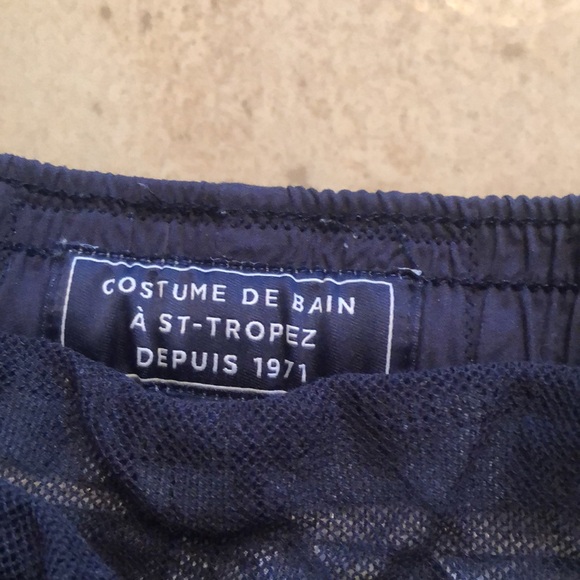 COSTUME DE BAIN
À ST-TROPEZ
DEPUIS 1971